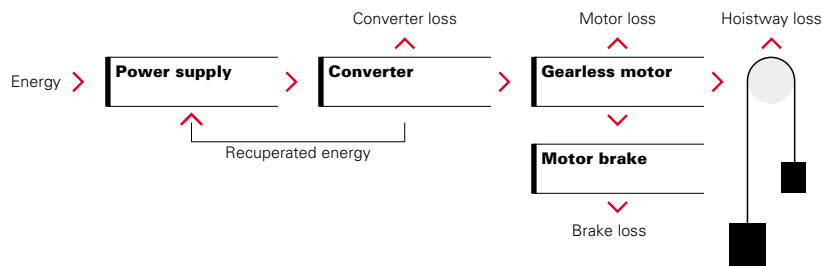 Converter loss
Motor loss
Hoistway loss
Energy
Power supply
Converter
Gearless motor
Recuperated energy
Motor brake
Brake loss